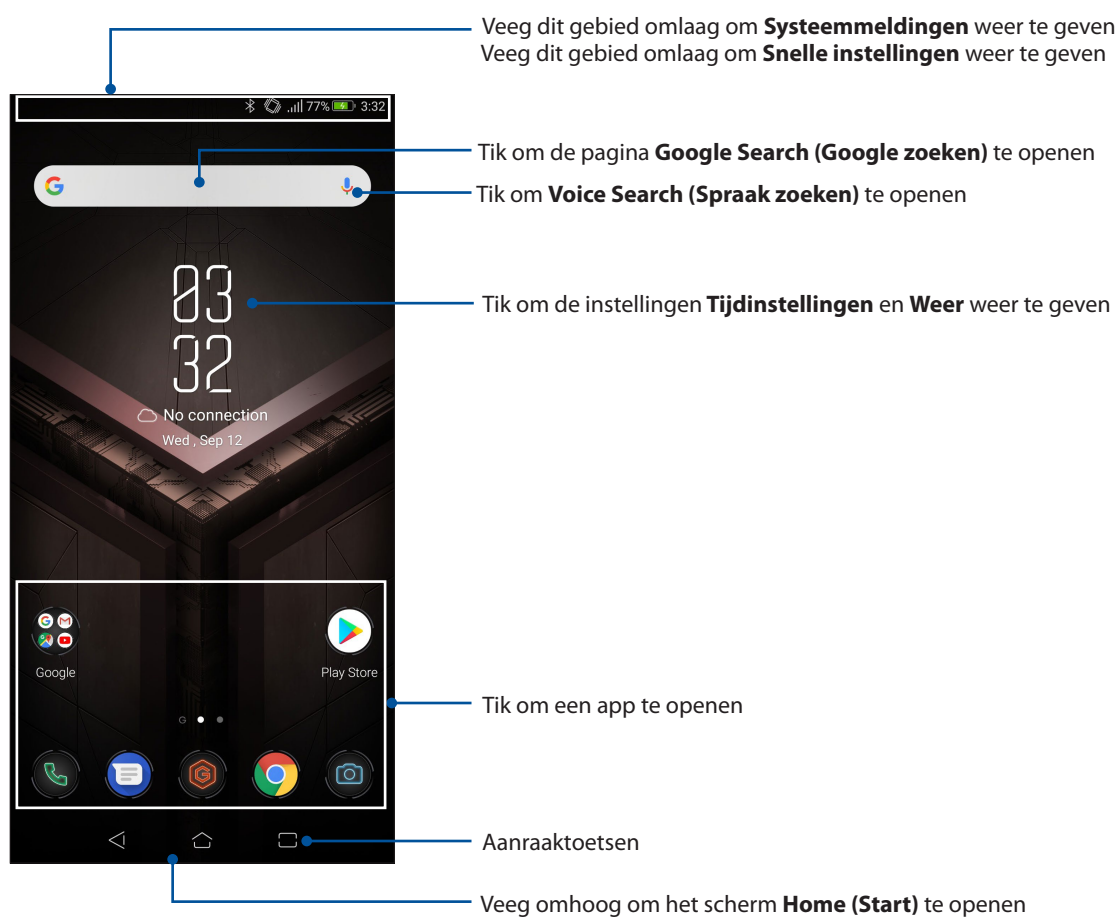 Veeg dit gebied omlaag om Systeemmeldingen weer te geven
Veeg dit gebied omlaag om Snelle instellingen weer te geven
77% 3:32
Tik om de pagina Google Search (Google zoeken) te openen
Tik om Voice Search (Spraak zoeken) te openen
03
32
Tik om de instellingen Tijdinstellingen en Weer weer te geven
No connection
Wed , Sep 12
Google
Play Store
Tik om een app te openen
Aanraaktoetsen
Veeg omhoog om het scherm Home (Start) te openen